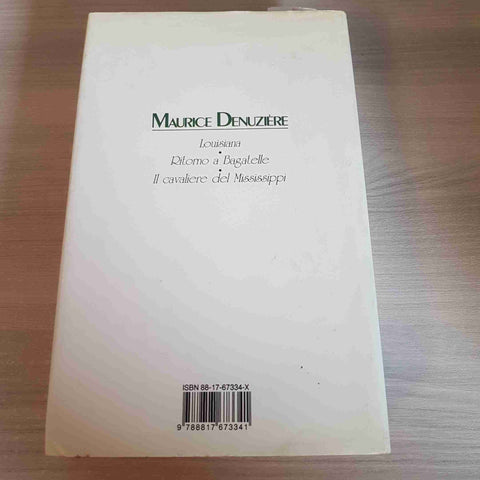 MAURICE DENUZIÈRE
Louisiana
•
Ritorno a Bagatelle
•
Il cavaliere del Mississippi
ISBN 88-17-67334-X
9 788817 673341